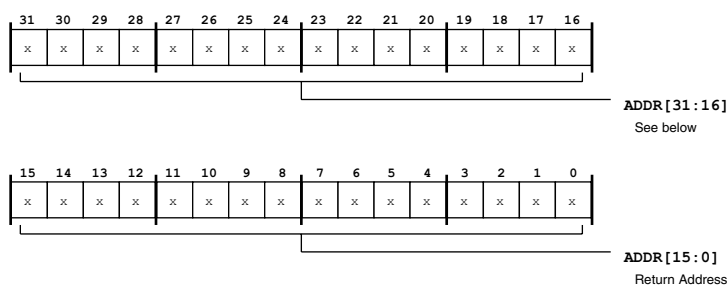 31 30 29 28 27 26 25 24 23 22 21 20 19 18 17 16
x x x x x x x x x x x x x x x x
ADDR[31:16]
See below
15 14 13 12 11 10 9 8 7 6 5 4 3 2 1 0
x x x x x x x x x x x x x x x x
ADDR[15:0]
Return Address